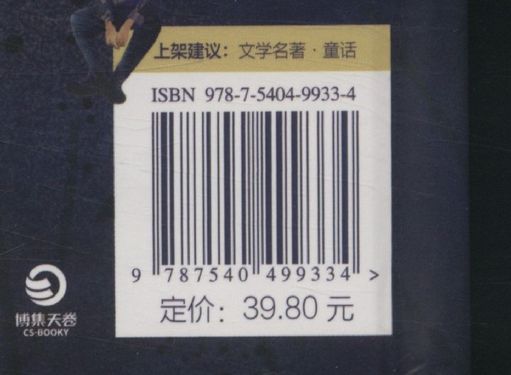 上架建议：文学名著·童话
ISBN 978-7-5404-9933-4
9 787540 499334 >
定价：39.80 元
博集天卷
CS-BOOKY